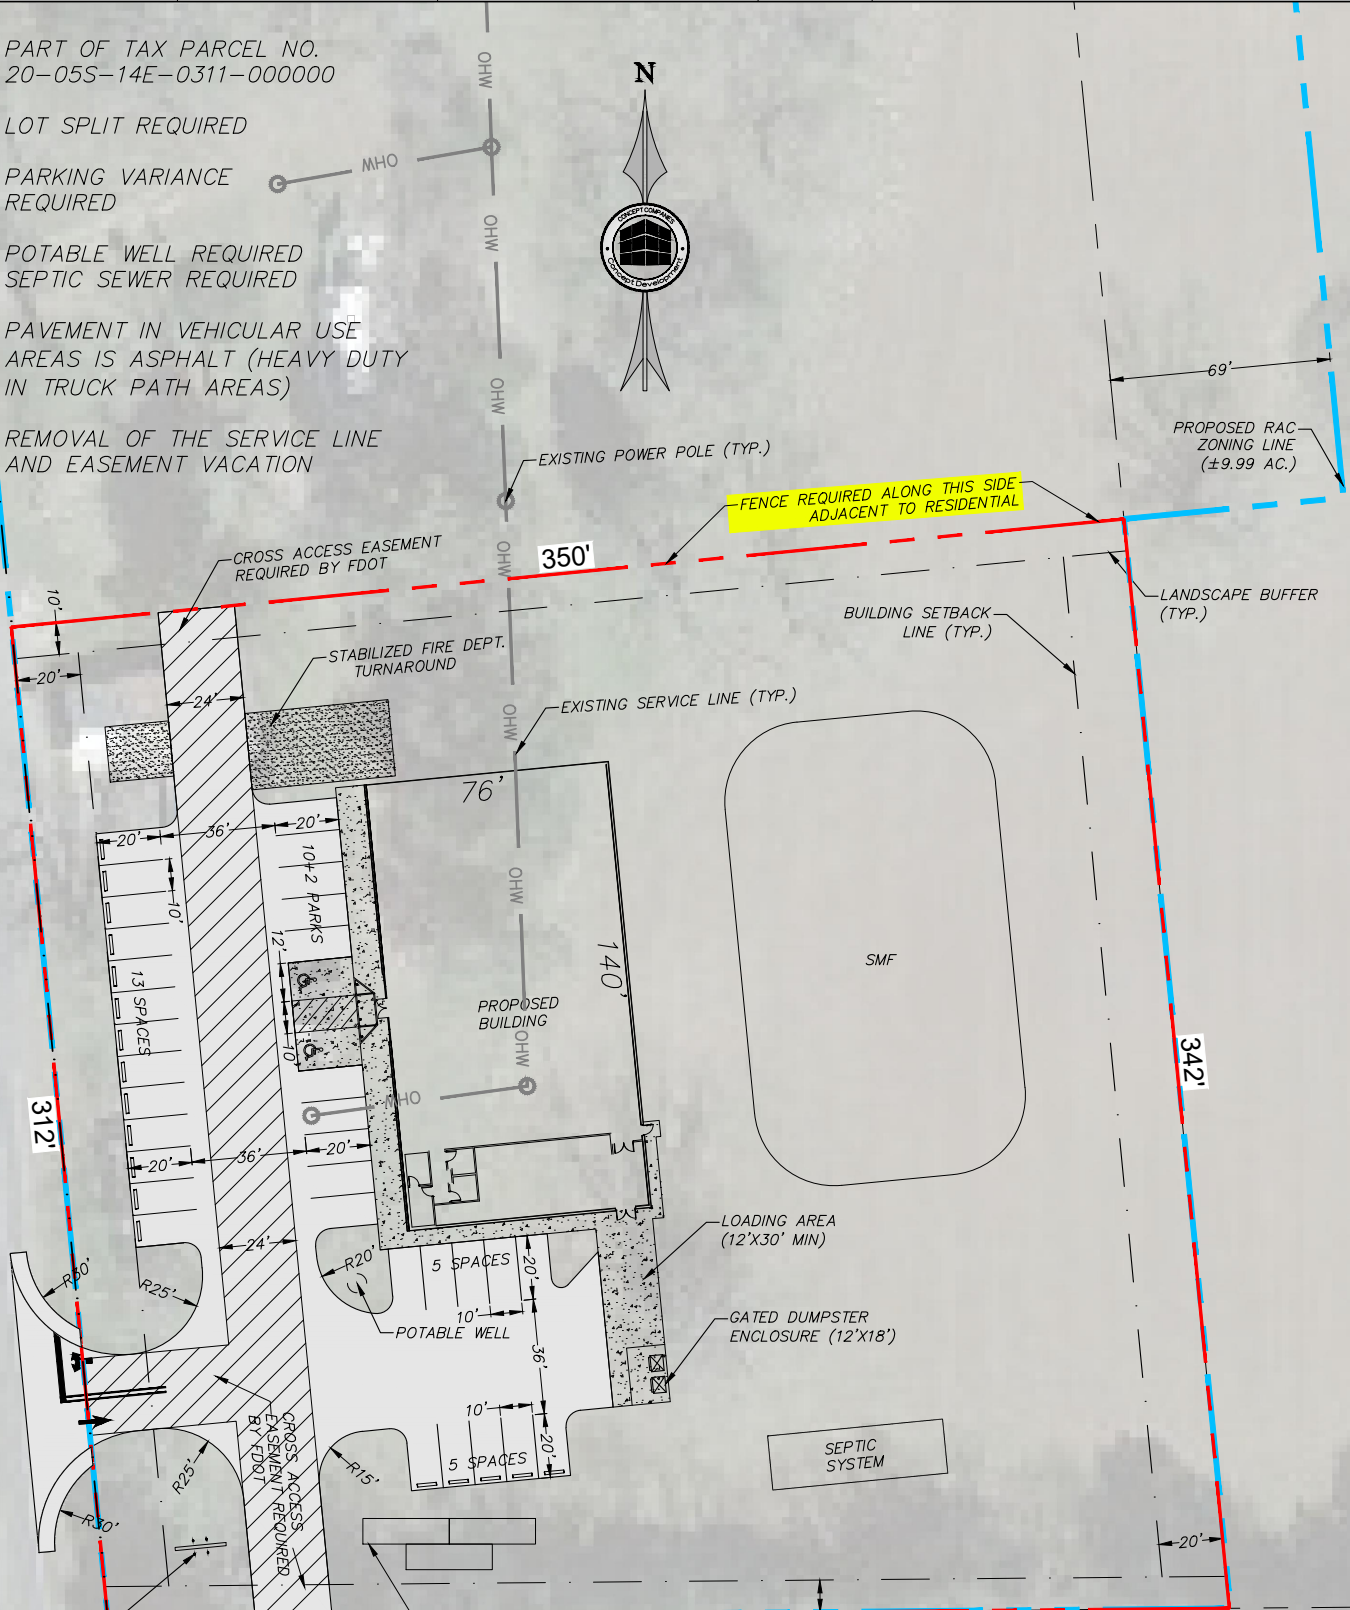 PART OF TAX PARCEL NO.
20-05S-14E-0311-000000
LOT SPLIT REQUIRED
PARKING VARIANCE
REQUIRED
POTABLE WELL REQUIRED
SEPTIC SEWER REQUIRED
PAVEMENT IN VEHICULAR USE
AREAS IS ASPHALT (HEAVY DUTY
IN TRUCK PATH AREAS)
REMOVAL OF THE SERVICE LINE
AND EASEMENT VACATION
OHW
OHW
OHW
OHW
OHW
OHW
OHW
OHW
OHW
N
CONCEPT COMPANIES
Concept Development
69'
PROPOSED RAC
ZONING LINE
(±9.99 AC.)
EXISTING POWER POLE (TYP.)
FENCE REQUIRED ALONG THIS SIDE
ADJACENT TO RESIDENTIAL
CROSS ACCESS EASEMENT
REQUIRED BY FDOT
350'
LANDSCAPE BUFFER
(TYP.)
BUILDING SETBACK
LINE (TYP.)
10'
20'
24'
STABILIZED FIRE DEPT.
TURNAROUND
EXISTING SERVICE LINE (TYP.)
76'
20'
36'
20'
10'
10+2 PARKS
12'
10'
13 SPACES
140'
PROPOSED
BUILDING
SMF
312'
342'
20'
36'
20'
24'
R30'
R25'
R20'
5 SPACES
20'
10'
POTABLE WELL
LOADING AREA
(12'X30' MIN)
GATED DUMPSTER
ENCLOSURE (12'X18')
36'
10'
20'
5 SPACES
CROSS ACCESS
EASEMENT REQUIRED
BY FDOT
R25'
R15'
R30'
SEPTIC
SYSTEM
20'